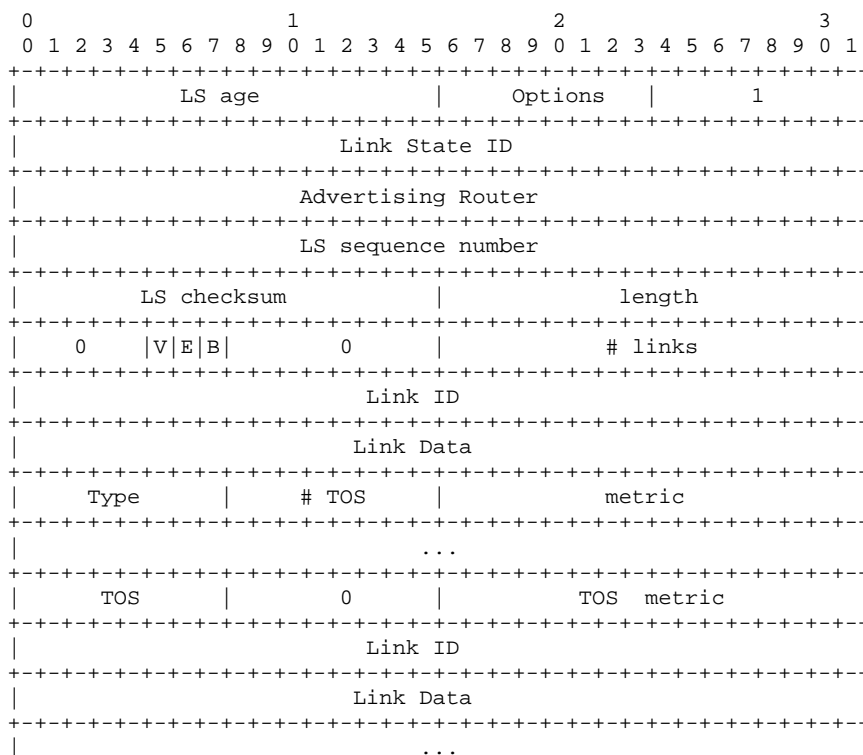 0                   1                   2                   3
 0 1 2 3 4 5 6 7 8 9 0 1 2 3 4 5 6 7 8 9 0 1 2 3 4 5 6 7 8 9 0 1
+-+-+-+-+-+-+-+-+-+-+-+-+-+-+-+-+-+-+-+-+-+-+-+-+-+-+-+-+-+-+-+-
|            LS age             |     Options   |       1
+-+-+-+-+-+-+-+-+-+-+-+-+-+-+-+-+-+-+-+-+-+-+-+-+-+-+-+-+-+-+-+-
|                        Link State ID
+-+-+-+-+-+-+-+-+-+-+-+-+-+-+-+-+-+-+-+-+-+-+-+-+-+-+-+-+-+-+-+-
|                     Advertising Router
+-+-+-+-+-+-+-+-+-+-+-+-+-+-+-+-+-+-+-+-+-+-+-+-+-+-+-+-+-+-+-+-
|                     LS sequence number
+-+-+-+-+-+-+-+-+-+-+-+-+-+-+-+-+-+-+-+-+-+-+-+-+-+-+-+-+-+-+-+-
|         LS checksum           |             length
+-+-+-+-+-+-+-+-+-+-+-+-+-+-+-+-+-+-+-+-+-+-+-+-+-+-+-+-+-+-+-+-
|    0    |V|E|B|        0      |            # links
+-+-+-+-+-+-+-+-+-+-+-+-+-+-+-+-+-+-+-+-+-+-+-+-+-+-+-+-+-+-+-+-
|                          Link ID
+-+-+-+-+-+-+-+-+-+-+-+-+-+-+-+-+-+-+-+-+-+-+-+-+-+-+-+-+-+-+-+-
|                         Link Data
+-+-+-+-+-+-+-+-+-+-+-+-+-+-+-+-+-+-+-+-+-+-+-+-+-+-+-+-+-+-+-+-
|     Type      |     # TOS     |            metric
+-+-+-+-+-+-+-+-+-+-+-+-+-+-+-+-+-+-+-+-+-+-+-+-+-+-+-+-+-+-+-+-
|                              ...
+-+-+-+-+-+-+-+-+-+-+-+-+-+-+-+-+-+-+-+-+-+-+-+-+-+-+-+-+-+-+-+-
|      TOS      |        0      |          TOS  metric
+-+-+-+-+-+-+-+-+-+-+-+-+-+-+-+-+-+-+-+-+-+-+-+-+-+-+-+-+-+-+-+-
|                          Link ID
+-+-+-+-+-+-+-+-+-+-+-+-+-+-+-+-+-+-+-+-+-+-+-+-+-+-+-+-+-+-+-+-
|                         Link Data
+-+-+-+-+-+-+-+-+-+-+-+-+-+-+-+-+-+-+-+-+-+-+-+-+-+-+-+-+-+-+-+-
|                              ...